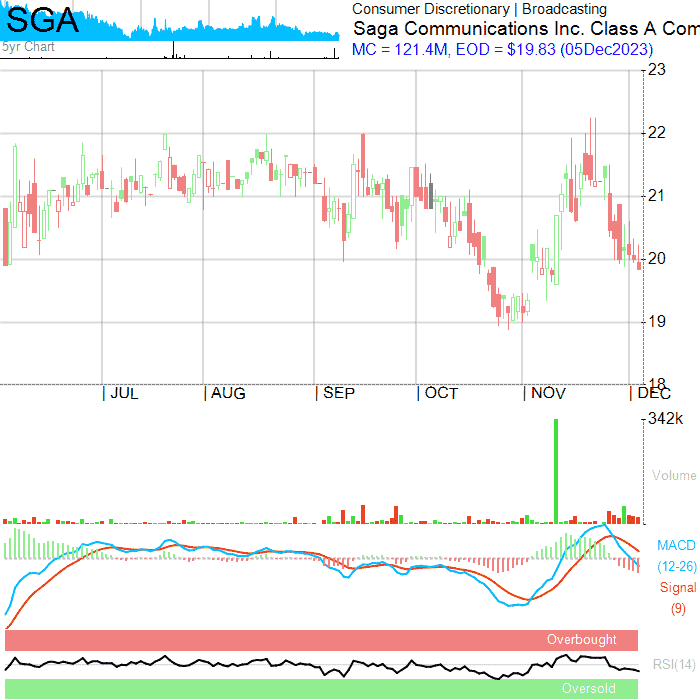 SGA
5yr Chart
Consumer Discretionary | Broadcasting
Saga Communications Inc. Class A Com
MC = 121.4M, EOD = $19.83 (05Dec2023)
23
22
21
20
19
18
| JUL | AUG | SEP | OCT | NOV | DEC
342k
Volume
MACD
(12-26)
Signal
(9)
Overbought
RSI(14)
Oversold